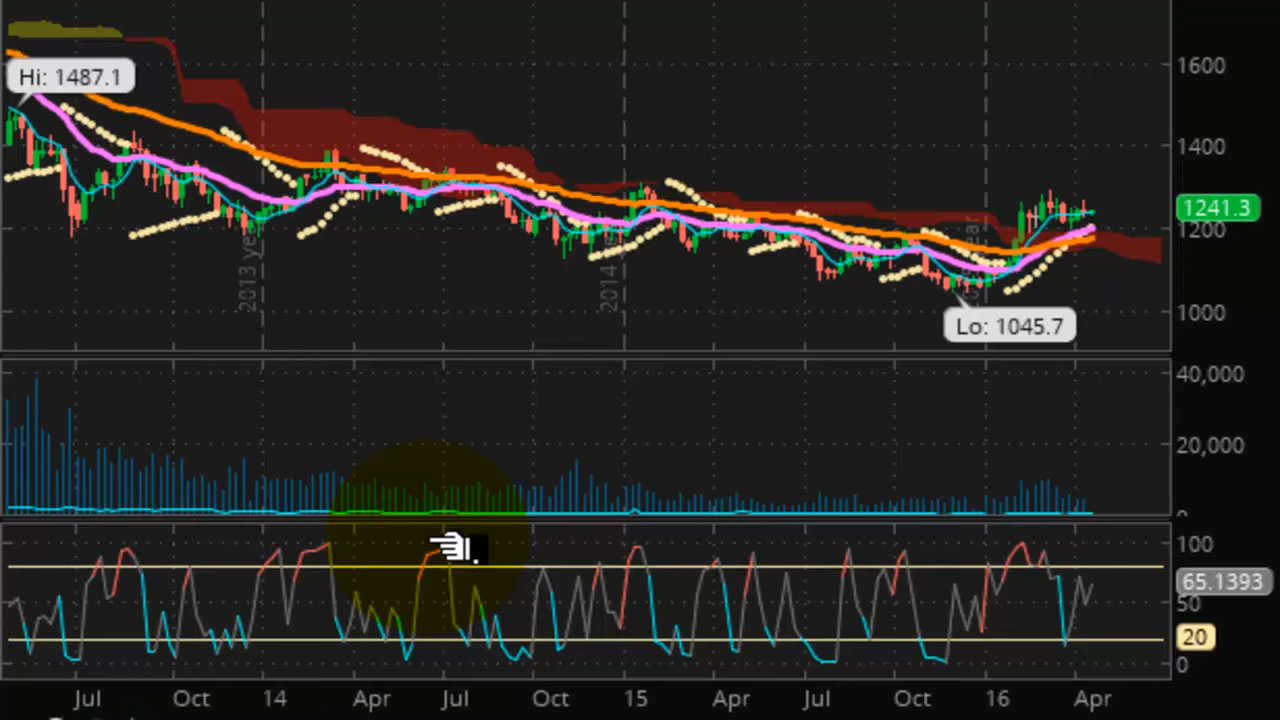 Hi: 1487.1
1600
1400
1241.3
1200
1000
2013 year
2014 year
Lo: 1045.7
40,000
20,000
100
65.1393
50
20
0
Jul Oct 14 Apr Jul Oct 15 Apr Jul Oct 16 Apr